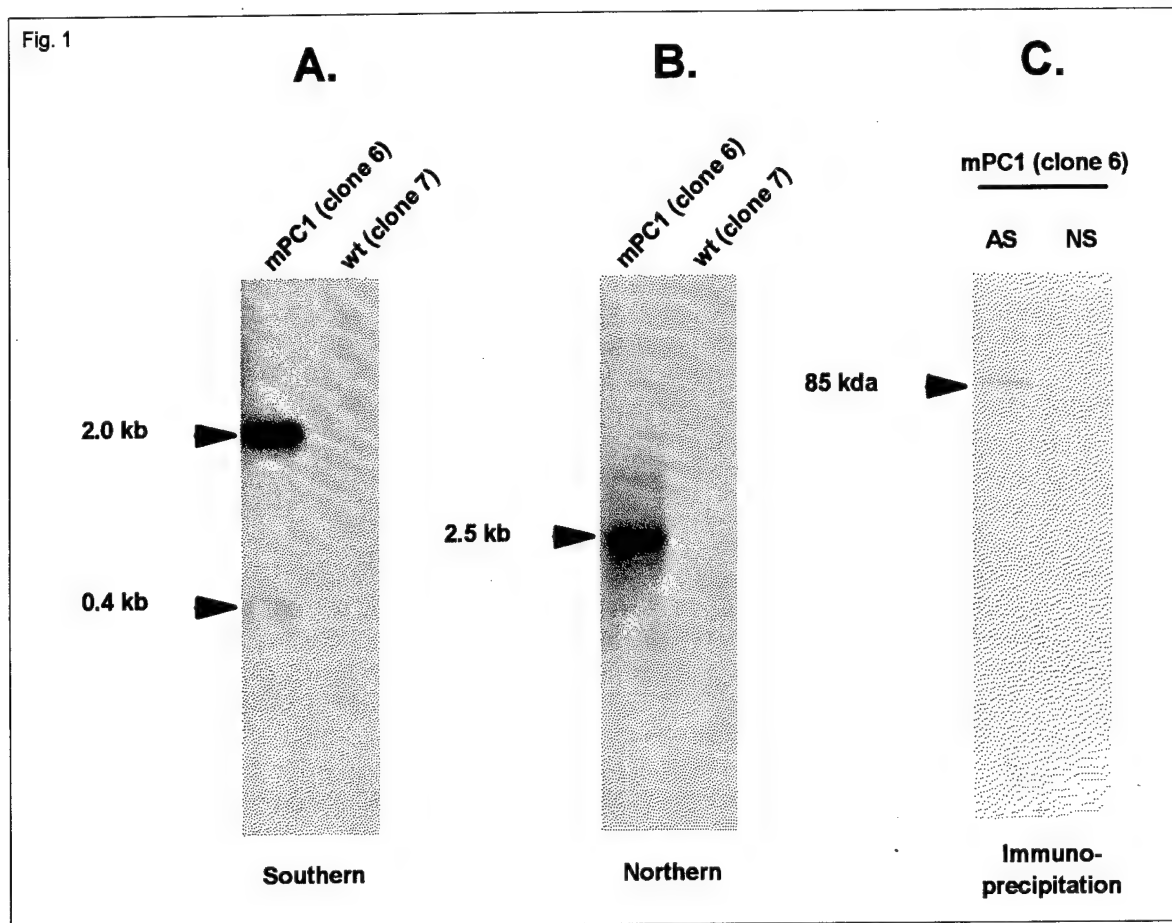 Fig. 1
A.
B.
C.
mPC1 (clone 6)
wt (clone 7)
mPC1 (clone 6)
wt (clone 7)
mPC1 (clone 6)
AS NS
2.0 kb
0.4 kb
2.5 kb
85 kda
Southern
Northern
Immuno-
precipitation